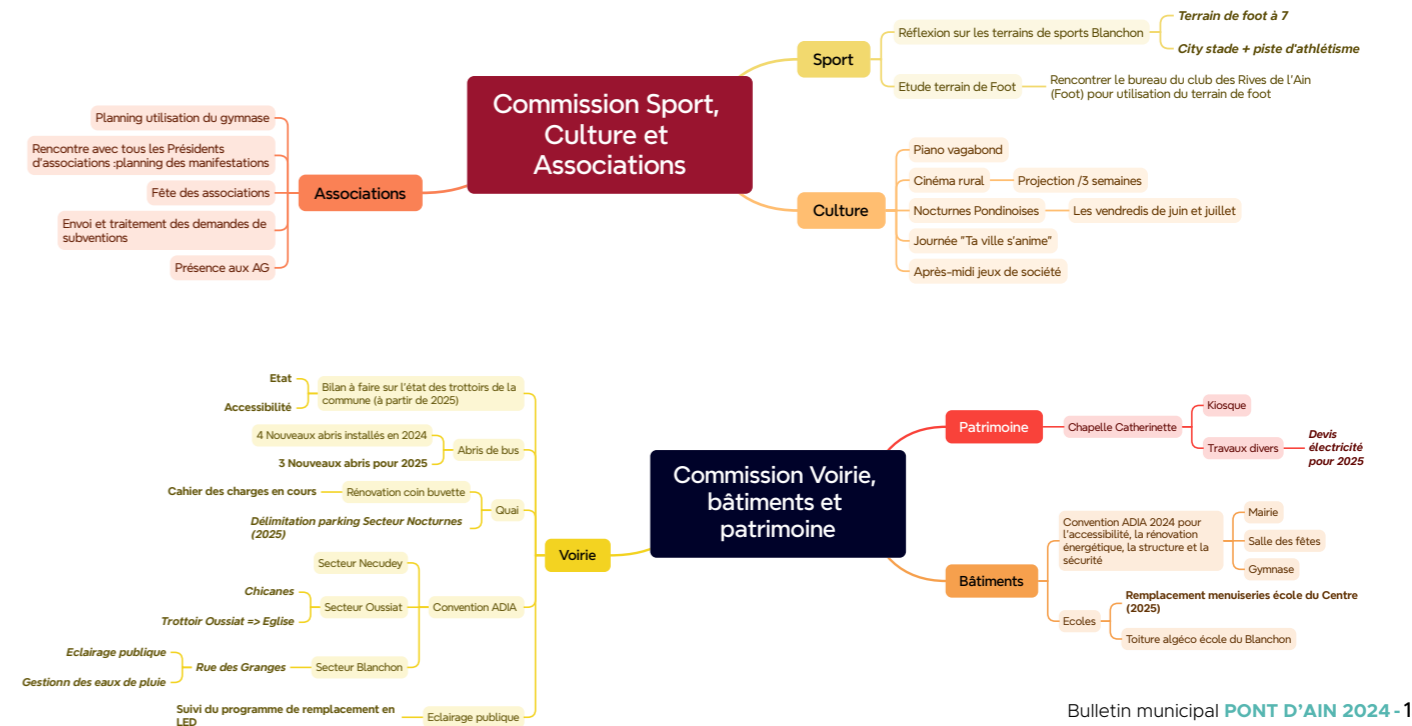 Commission Sport,
Culture et
Associations
Sport
Réflexion sur les terrains de sports Blanchon
Terrain de foot à 7
City stade + piste d'athlétisme
Etude terrain de Foot
Rencontrer le bureau du club des Rives de l'Ain
(Foot) pour utilisation du terrain de foot
Culture
Piano vagabond
Cinéma rural
Projection /3 semaines
Nocturnes Pondinoises
Les vendredis de juin et juillet
Journée "Ta ville s'anime"
Après-midi jeux de société
Associations
Planning utilisation du gymnase
Rencontre avec tous les Présidents
d'associations :planning des manifestations
Fête des associations
Envoi et traitement des demandes de
subventions
Présence aux AG
Commission Voirie,
bâtiments et
patrimoine
Patrimoine
Chapelle Catherinette
Kiosque
Travaux divers
Devis
électricité
pour 2025
Bâtiments
Convention ADIA 2024 pour
l'accessibilité, la rénovation
énergétique, la structure et la
sécurité
Mairie
Salle des fêtes
Gymnase
Ecoles
Remplacement menuiseries école du Centre
(2025)
Toiture algéco école du Blanchon
Voirie
Bilan à faire sur l'état des trottoirs de la
commune (à partir de 2025)
Etat
Accessibilité
Abris de bus
4 Nouveaux abris installés en 2024
3 Nouveaux abris pour 2025
Quai
Rénovation coin buvette
Cahier des charges en cours
Délimitation parking Secteur Nocturnes
(2025)
Convention ADIA
Secteur Necudey
Secteur Oussiat
Chicanes
Trottoir Oussiat => Eglise
Secteur Blanchon
Rue des Granges
Eclairage publique
Gestionn des eaux de pluie
Eclairage publique
Suivi du programme de remplacement en
LED
Bulletin municipal PONT D'AIN 2024 - 1